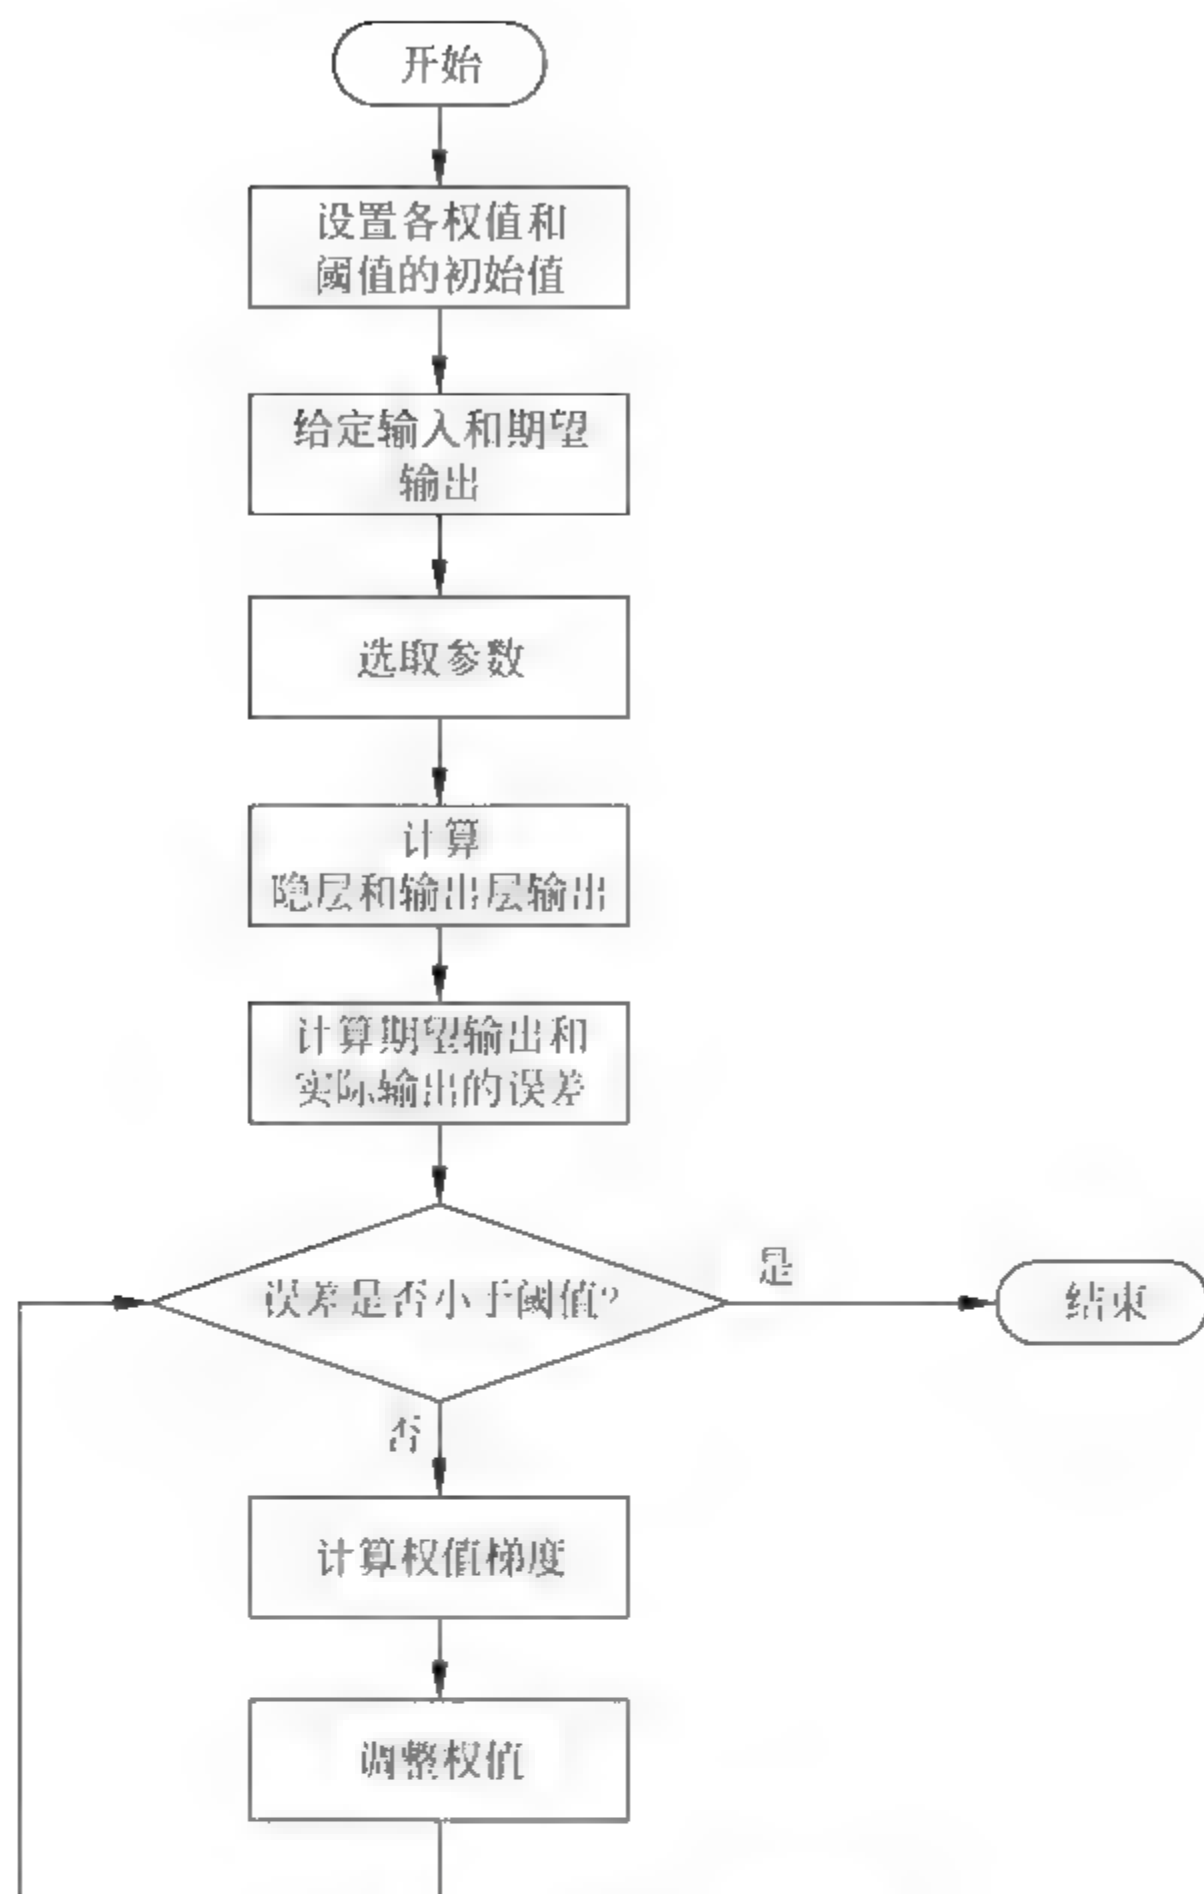 开始
设置各权值和
阈值的初始值
给定输入和期望
输出
选取参数
计算
隐层和输出层输出
计算期望输出和
实际输出的误差
误差是否小于阈值?
是
结束
否
计算权值梯度
调整权值